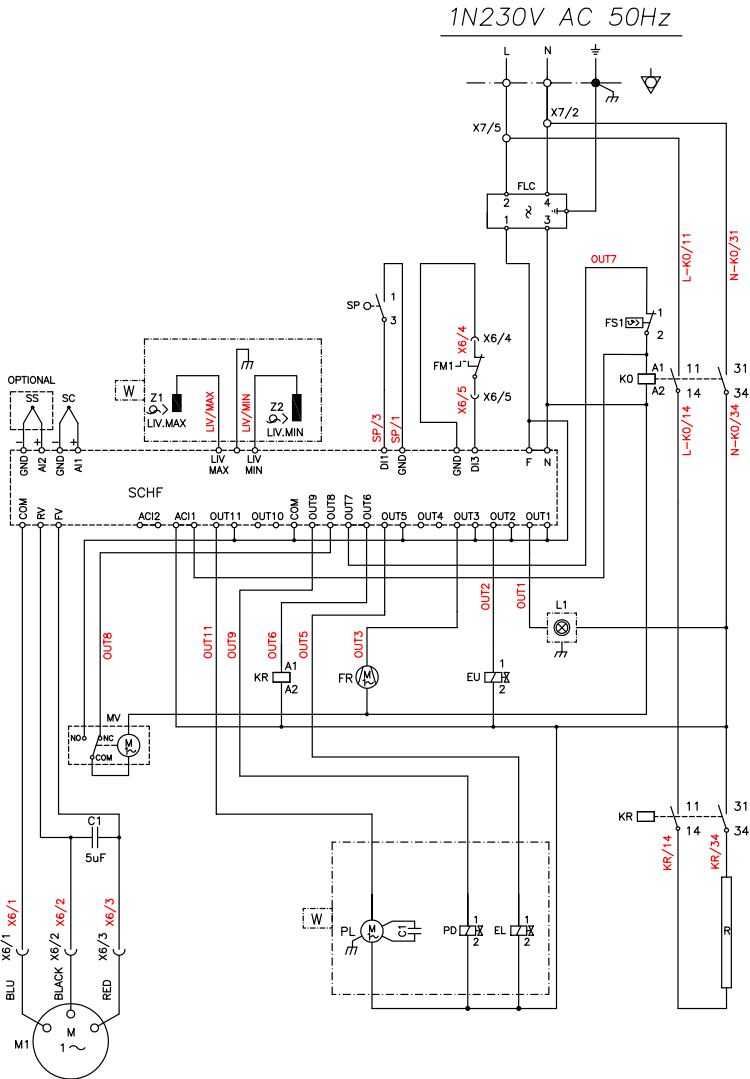 1N230V AC 50Hz
L N
X7/5 X7/2
FLC
2 4
1 3
OUT7
L-K0/11
N-K0/31
SP
1
3
X6/4 X6/4
FM1
X6/5 X6/5
FS1
1
2
K0
A1
A2
11
14
31
34
L-K0/14
N-K0/34
OPTIONAL
SS SC
W
Z1
LIV.MAX
LIV/MAX
LIV/MIN
Z2
LIV.MIN
SP/3
SP/1
- + - +
GND AI2 GND AI1
LIV MAX
LIV MIN
DI1 GND
GND DI3
F N
SCHF
COM RV FV
ACI2 ACI1 OUT11 OUT10 COM OUT9 OUT8 OUT7 OUT6 OUT5 OUT4 OUT3 OUT2 OUT1
OUT8
OUT11
OUT9
OUT6
OUT5
OUT3
OUT2
OUT1
L1
KR
A1
A2
FR
M
1~
EU
1
2
MV
NO NC
COM
M
1~
C1
5uF
KR
11
14
31
34
KR/14
KR/34
R
W
PL
M
1~
C1
PD
1
2
EL
1
2
X6/1 X6/1
X6/2 X6/2
X6/3 X6/3
BLU
BLACK
RED
M1
M
1~